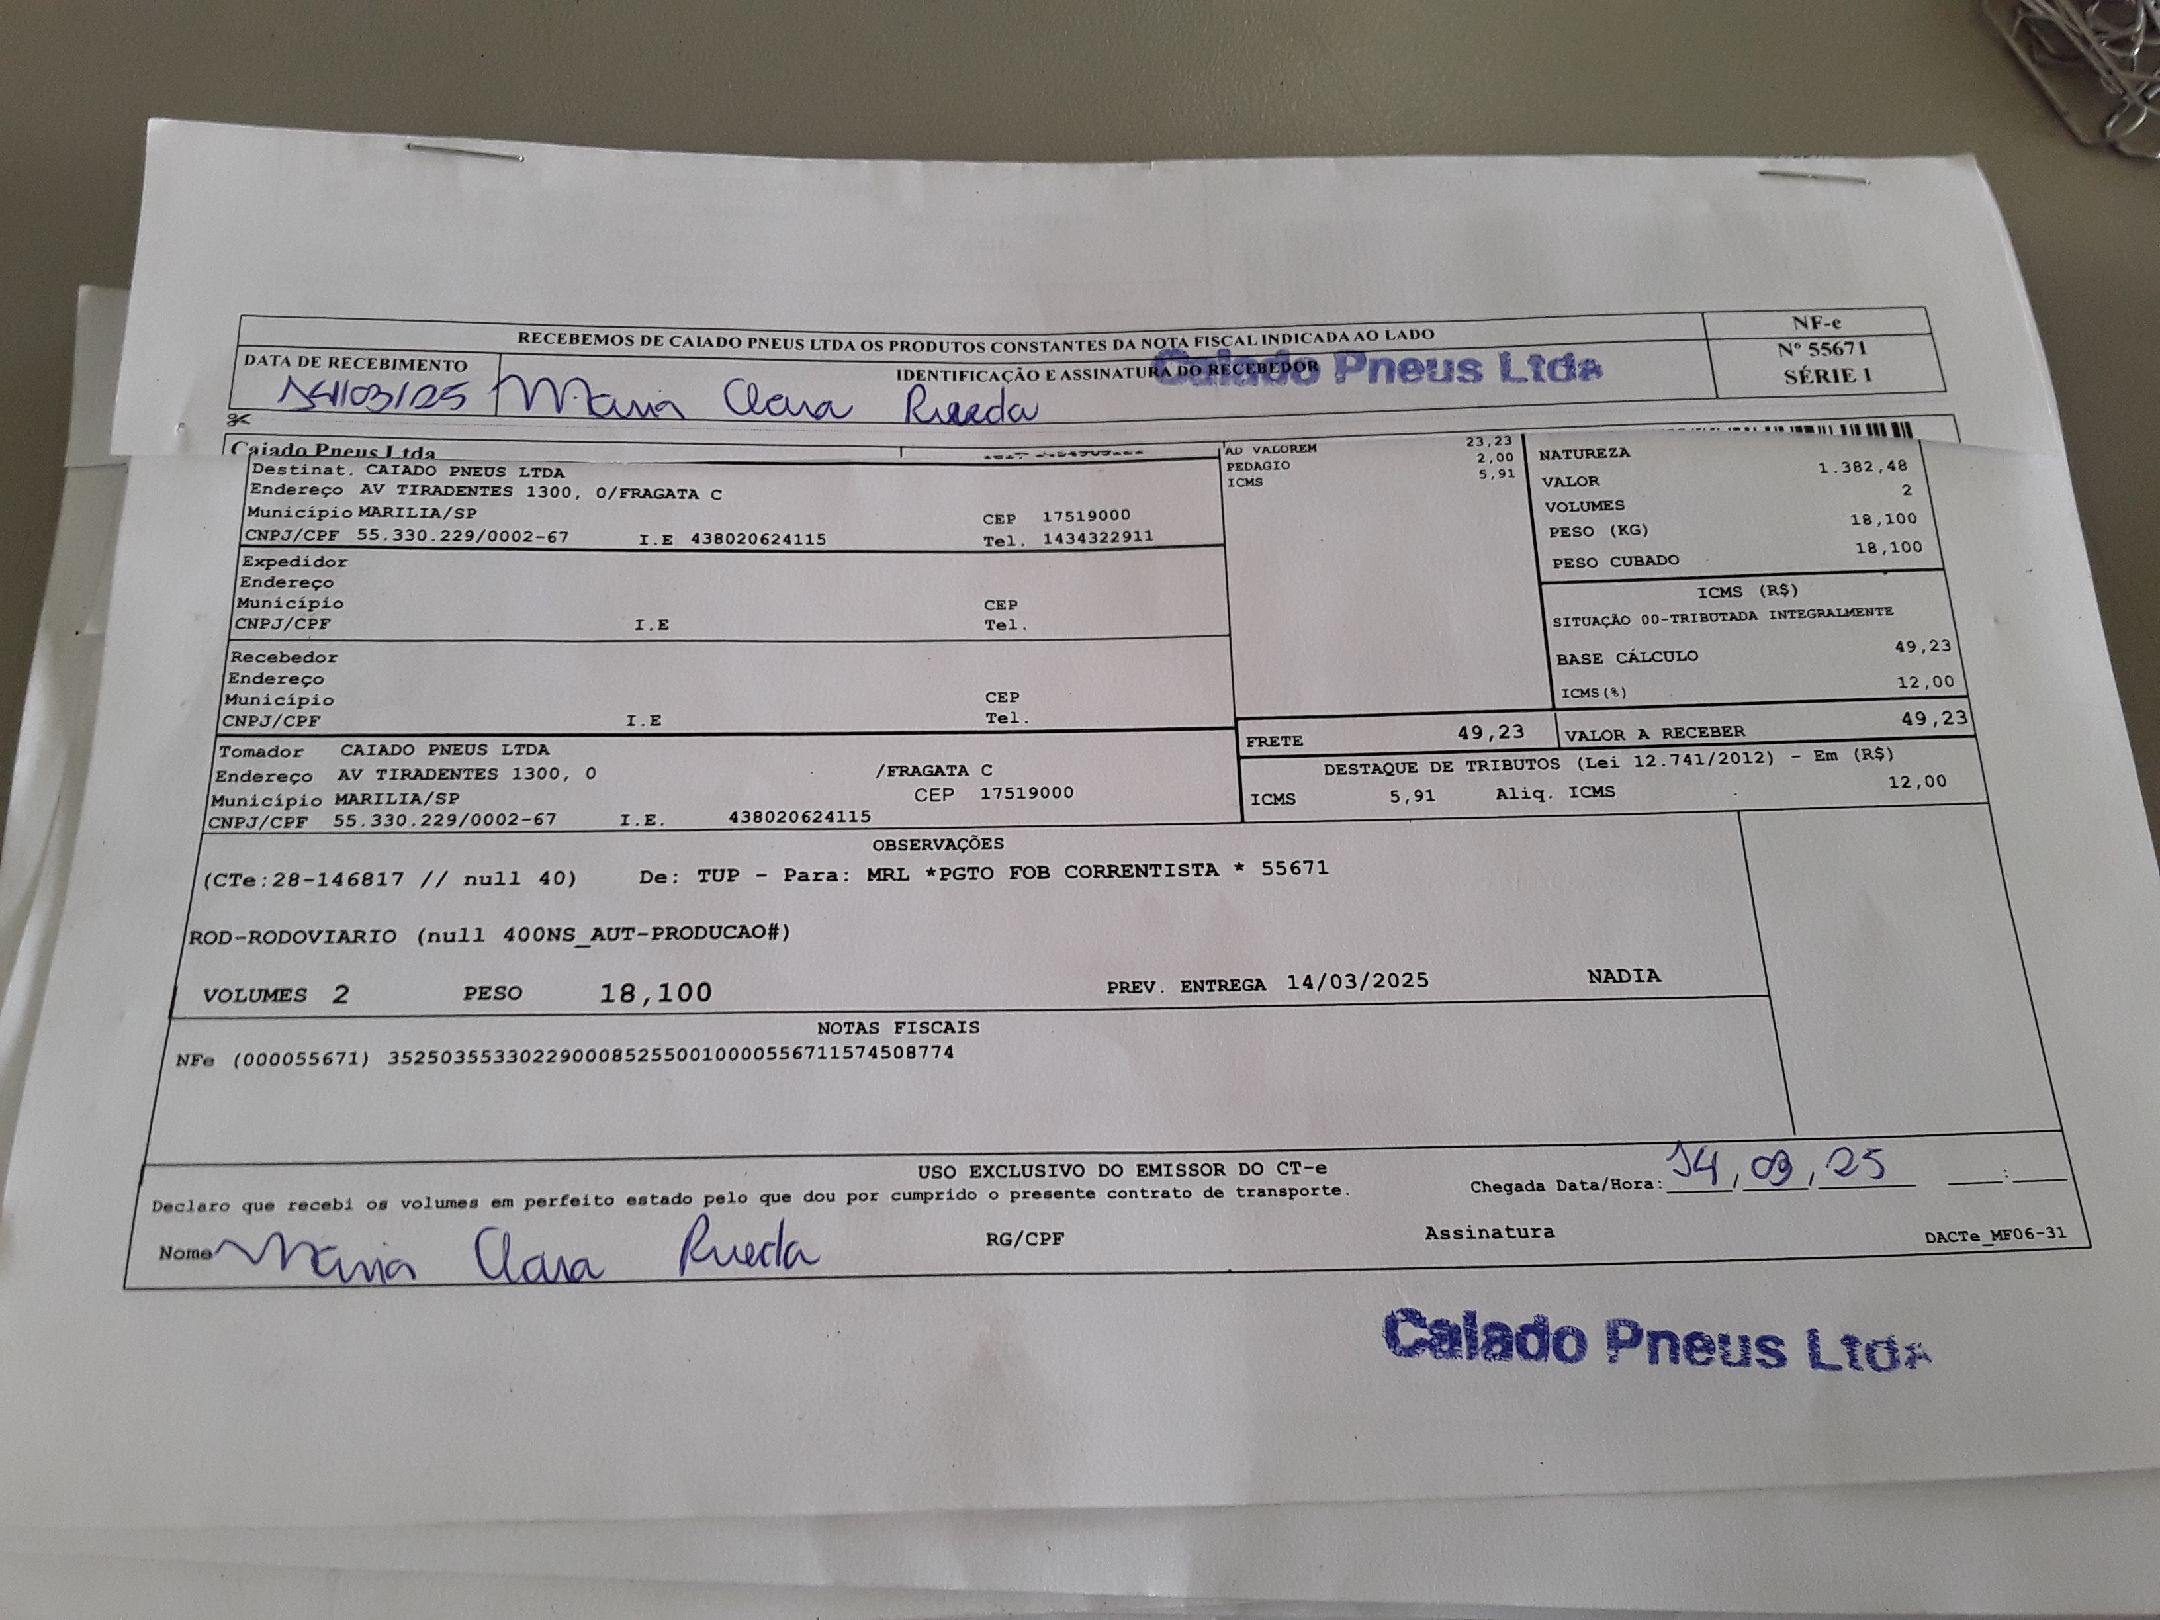 RECEBEMOS DE CAIADO PNEUS LTDA OS PRODUTOS CONSTANTES DA NOTA FISCAL INDICADA AO LADO
NF-e
Nº 55671
SÉRIE 1
DATA DE RECEBIMENTO
IDENTIFICAÇÃO E ASSINATURA DO RECEBEDOR
Caiado Pneus Ltda
14/03/25 Maria Clara Rueda
Caiado Pneus Ltda
Destinat. CAIADO PNEUS LTDA
Endereço AV TIRADENTES 1300, 0/FRAGATA C
Município MARILIA/SP CEP 17519000
CNPJ/CPF 55.330.229/0002-67 I.E 438020624115 Tel. 1434322911
AD VALOREM 23,23
PEDAGIO 2,00
ICMS 5,91
NATUREZA
VALOR 1.382,48
VOLUMES 2
PESO (KG) 18,100
PESO CUBADO 18,100
Expedidor
Endereço
Município CEP
CNPJ/CPF I.E Tel.
ICMS (R$)
SITUAÇÃO 00-TRIBUTADA INTEGRALMENTE
BASE CÁLCULO 49,23
ICMS(%) 12,00
Recebedor
Endereço
Município CEP
CNPJ/CPF I.E Tel.
FRETE 49,23 VALOR A RECEBER 49,23
Tomador CAIADO PNEUS LTDA
Endereço AV TIRADENTES 1300, 0 /FRAGATA C
Município MARILIA/SP CEP 17519000
CNPJ/CPF 55.330.229/0002-67 I.E. 438020624115
DESTAQUE DE TRIBUTOS (Lei 12.741/2012) - Em (R$)
ICMS 5,91 Aliq. ICMS 12,00
OBSERVAÇÕES
(CTe:28-146817 // null 40) De: TUP - Para: MRL *PGTO FOB CORRENTISTA * 55671
ROD-RODOVIARIO (null 400NS_AUT-PRODUCAO#)
VOLUMES 2 PESO 18,100 PREV. ENTREGA 14/03/2025 NADIA
NOTAS FISCAIS
NFe (000055671) 35250355330229000852550010000556711574508774
USO EXCLUSIVO DO EMISSOR DO CT-e
Declaro que recebi os volumes em perfeito estado pelo que dou por cumprido o presente contrato de transporte.
Chegada Data/Hora: 14, 03, 25 :
Nome Maria Clara Rueda RG/CPF Assinatura DACTe_MF06-31
Caiado Pneus Ltda